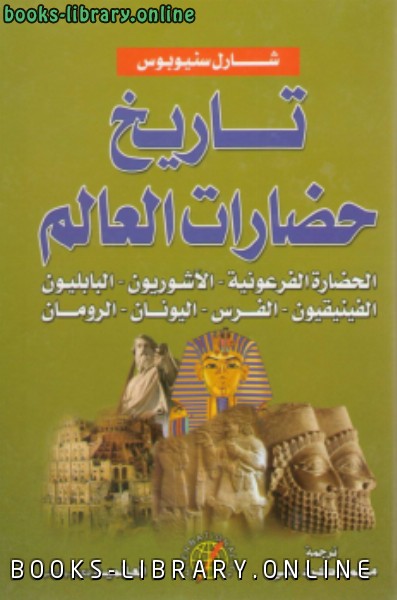 books-library.online
شارل سنيوبوس
تاريخ
حضارات العالم
الحضارة الفرعونية - الآشوريون - البابليون
الفينيقيون - الفرس - اليونان - الرومان
ترجمة
BOOKS-LIBRARY.ONLINE